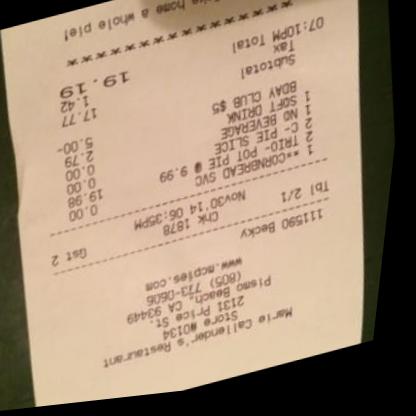 Marie Callender's Restaurant
Store #0134
2131 Price St.
Pismo Beach, CA 93449
(805) 773-0606
www.mcpies.com
111590 Becky
Tbl 2/1 Chk 1878 Gst 2
Nov30'14 06:35PM
1 **CORNBREAD SVC 0.00
2 TRIO- POT PIE @ 9.99 19.98
2 C- PIE SLICE 0.00
1 NO BEVERAGE 0.00
1 SOFT DRINK 2.79
BDAY CLUB $5 5.00-
Subtotal 17.77
Tax 1.42
07:10PM Total 19.19
home a whole pie!